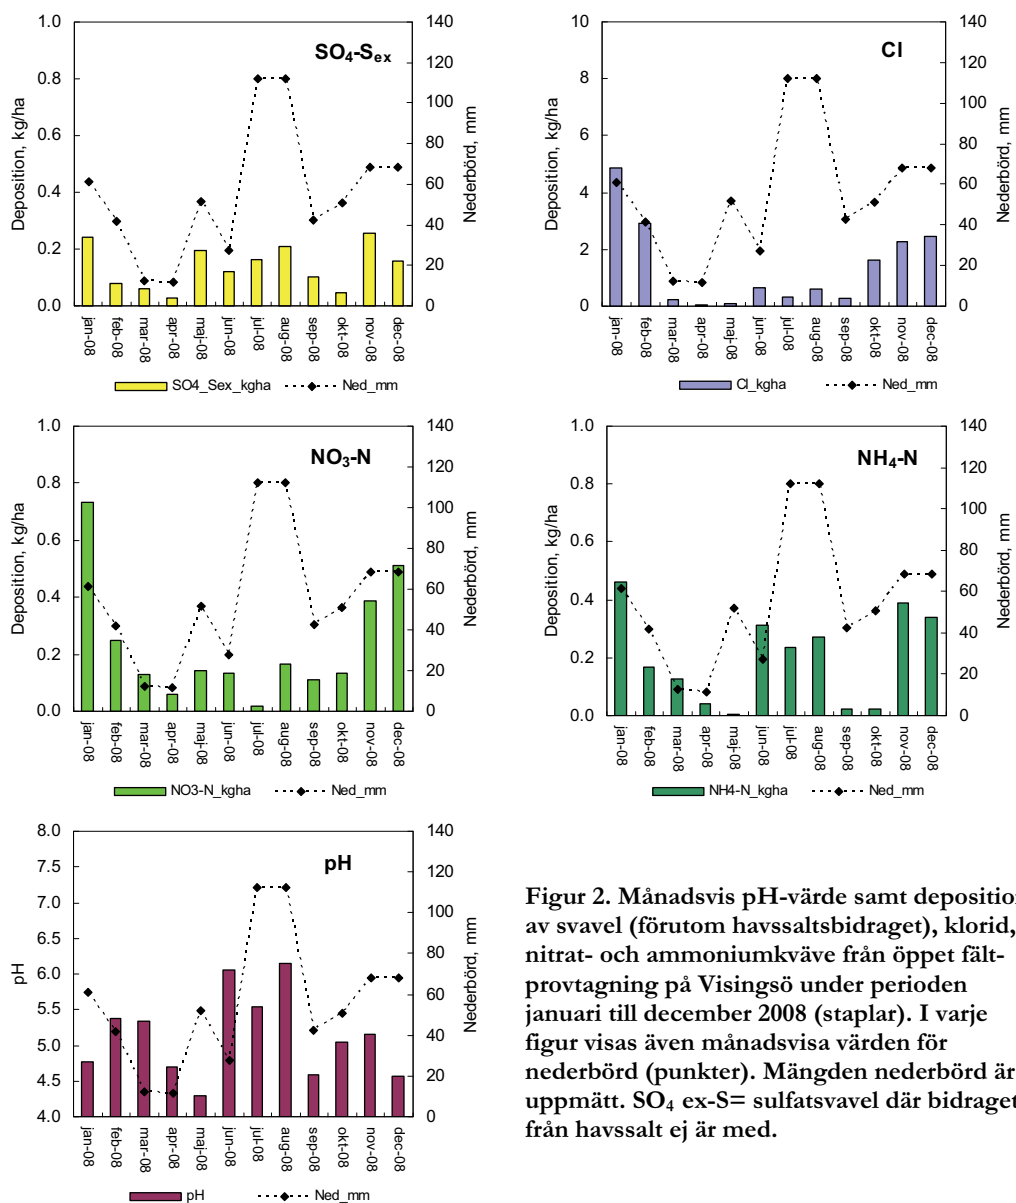 SO4-Sex
Deposition, kg/ha
1.0
0.8
0.6
0.4
0.2
0.0
140
120
100
80
60
40
20
0
Nederbörd, mm
jan-08 feb-08 mar-08 apr-08 maj-08 jun-08 jul-08 aug-08 sep-08 okt-08 nov-08 dec-08
SO4_Sex_kgha Ned_mm
Cl
Deposition, kg/ha
10
8
6
4
2
0
140
120
100
80
60
40
20
0
Nederbörd, mm
jan-08 feb-08 mar-08 apr-08 maj-08 jun-08 jul-08 aug-08 sep-08 okt-08 nov-08 dec-08
Cl_kgha Ned_mm
NO3-N
Deposition, kg/ha
1.0
0.8
0.6
0.4
0.2
0.0
140
120
100
80
60
40
20
0
Nederbörd, mm
jan-08 feb-08 mar-08 apr-08 maj-08 jun-08 jul-08 aug-08 sep-08 okt-08 nov-08 dec-08
NO3-N_kgha Ned_mm
NH4-N
Deposition, kg/ha
1.0
0.8
0.6
0.4
0.2
0.0
140
120
100
80
60
40
20
0
Nederbörd, mm
jan-08 feb-08 mar-08 apr-08 maj-08 jun-08 jul-08 aug-08 sep-08 okt-08 nov-08 dec-08
NH4-N_kgha Ned_mm
pH
pH
8.0
7.5
7.0
6.5
6.0
5.5
5.0
4.5
4.0
140
120
100
80
60
40
20
0
Nederbörd, mm
jan-08 feb-08 mar-08 apr-08 maj-08 jun-08 jul-08 aug-08 sep-08 okt-08 nov-08 dec-08
pH Ned_mm
Figur 2. Månadsvis pH-värde samt deposition
av svavel (förutom havssaltsbidraget), klorid,
nitrat- och ammoniumkväve från öppet fält-
provtagning på Visingsö under perioden
januari till december 2008 (staplar). I varje
figur visas även månadsvisa värden för
nederbörd (punkter). Mängden nederbörd är
uppmätt. SO4 ex-S= sulfatsvavel där bidraget
från havssalt ej är med.